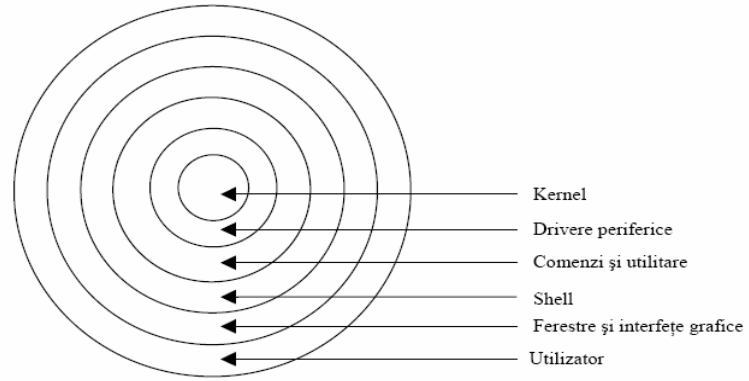 Kernel
Drivere periferice
Comenzi şi utilitare
Shell
Ferestre şi interfeţe grafice
Utilizator